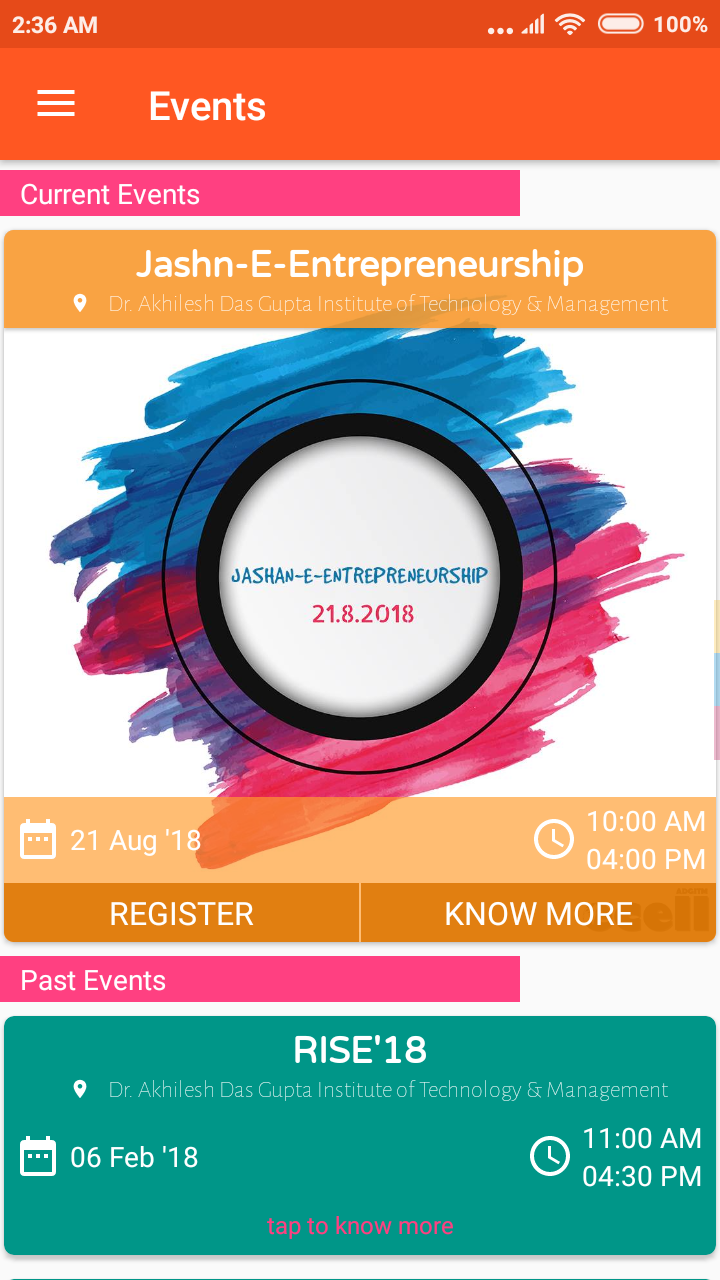 2:36 AM
100%
Events
Current Events
Jashn-E-Entrepreneurship
Dr. Akhilesh Das Gupta Institute of Technology & Management
JASHAN-E-ENTREPRENEURSHIP
21.8.2018
21 Aug '18
10:00 AM
04:00 PM
REGISTER
KNOW MORE
Past Events
RISE'18
Dr. Akhilesh Das Gupta Institute of Technology & Management
06 Feb '18
11:00 AM
04:30 PM
tap to know more